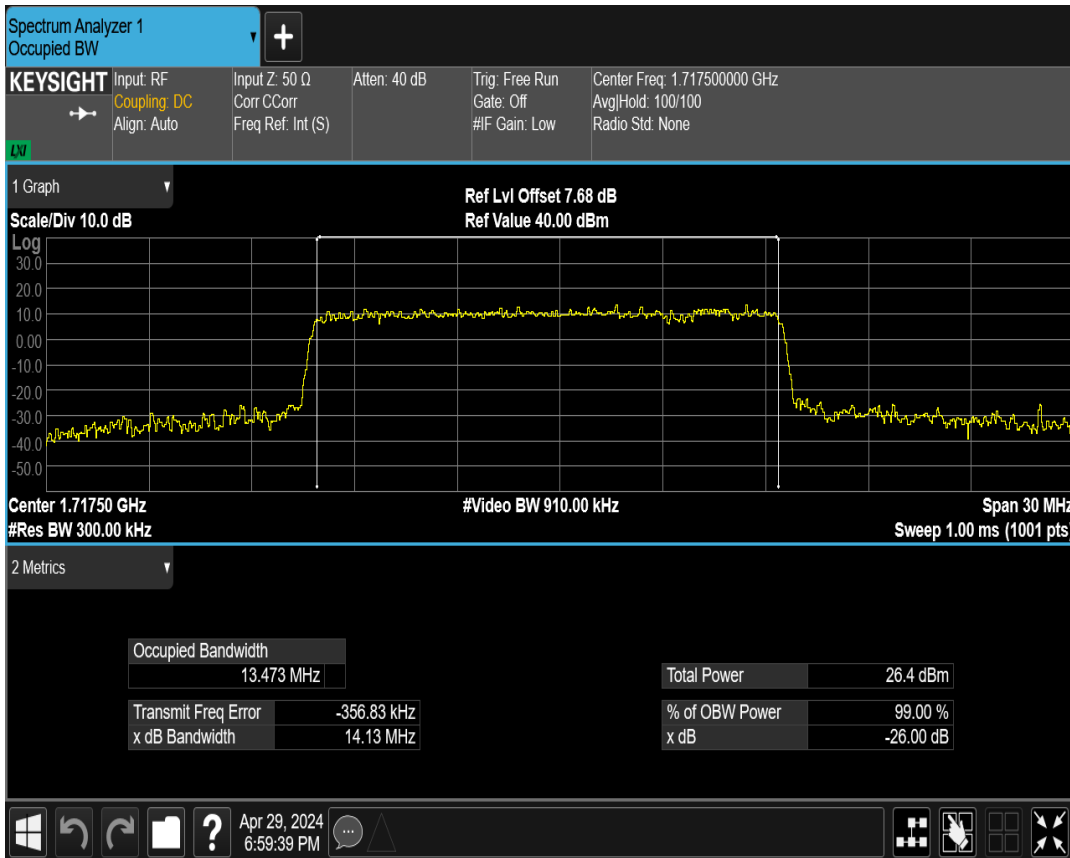 Spectrum Analyzer 1
Occupied BW
+
KEYSIGHT
Input: RF
Coupling: DC
Align: Auto
Input Z: 50 Ω
Corr CCorr
Freq Ref: Int (S)
Atten: 40 dB
Trig: Free Run
Gate: Off
#IF Gain: Low
Center Freq: 1.717500000 GHz
Avg|Hold: 100/100
Radio Std: None
LXI
1 Graph
Scale/Div 10.0 dB
Ref Lvl Offset 7.68 dB
Ref Value 40.00 dBm
Log
30.0
20.0
10.0
0.00
-10.0
-20.0
-30.0
-40.0
-50.0
Center 1.71750 GHz
#Video BW 910.00 kHz
Span 30 MHz
#Res BW 300.00 kHz
Sweep 1.00 ms (1001 pts)
2 Metrics
Occupied Bandwidth
13.473 MHz
Total Power 26.4 dBm
Transmit Freq Error -356.83 kHz
% of OBW Power 99.00 %
x dB Bandwidth 14.13 MHz
x dB -26.00 dB
?
Apr 29, 2024
6:59:39 PM